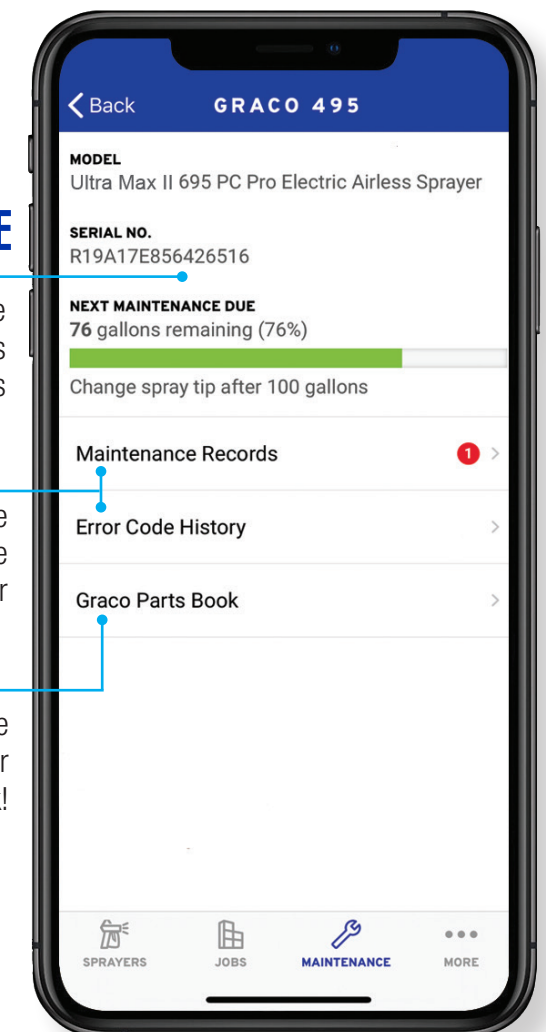 E
e
s
s
e
e
r
e
r
!
Back
GRACO 495
MODEL
Ultra Max II 695 PC Pro Electric Airless Sprayer
SERIAL NO.
R19A17E856426516
NEXT MAINTENANCE DUE
76 gallons remaining (76%)
Change spray tip after 100 gallons
Maintenance Records
1
Error Code History
Graco Parts Book
SPRAYERS
JOBS
MAINTENANCE
MORE